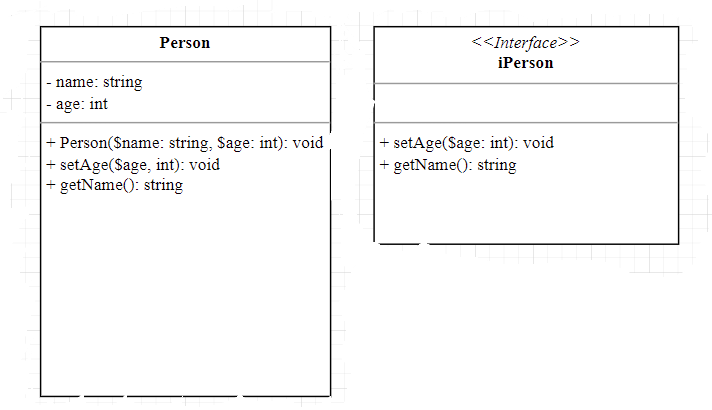 Person
- name: string
- age: int
+ Person($name: string, $age: int): void
+ setAge($age, int): void
+ getName(): string
<<Interface>>
iPerson
+ setAge($age: int): void
+ getName(): string